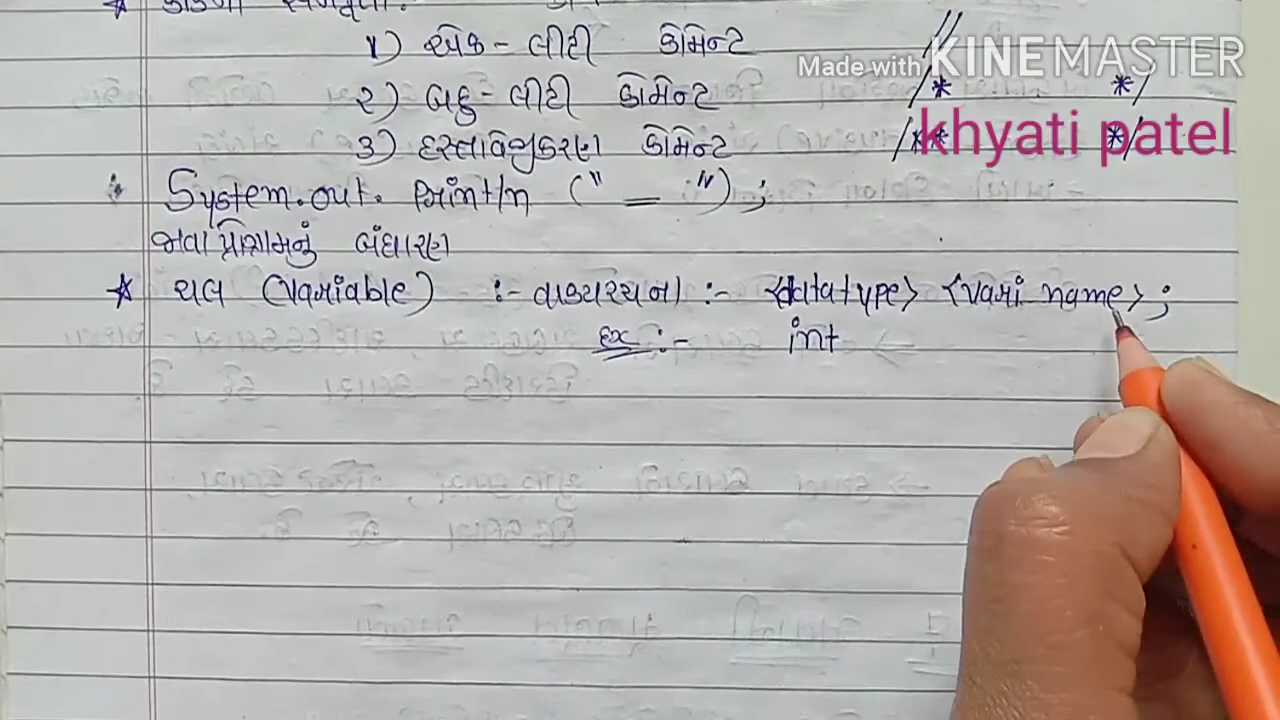 ૧) એક - લીટી કોમેન્ટ //
Made with KINEMASTER
૨) બહુ - લીટી કોમેન્ટ /* */
khyati patel
૩) દસ્તાવેજીકરણ કોમેન્ટ /** */
System.out. Println (" — ") ;
જાવા પ્રોગ્રામનું બંધારણ
* ચલ (variable) :- વાક્યરચના :- <datatype> <vari name> ;
Ex :- int